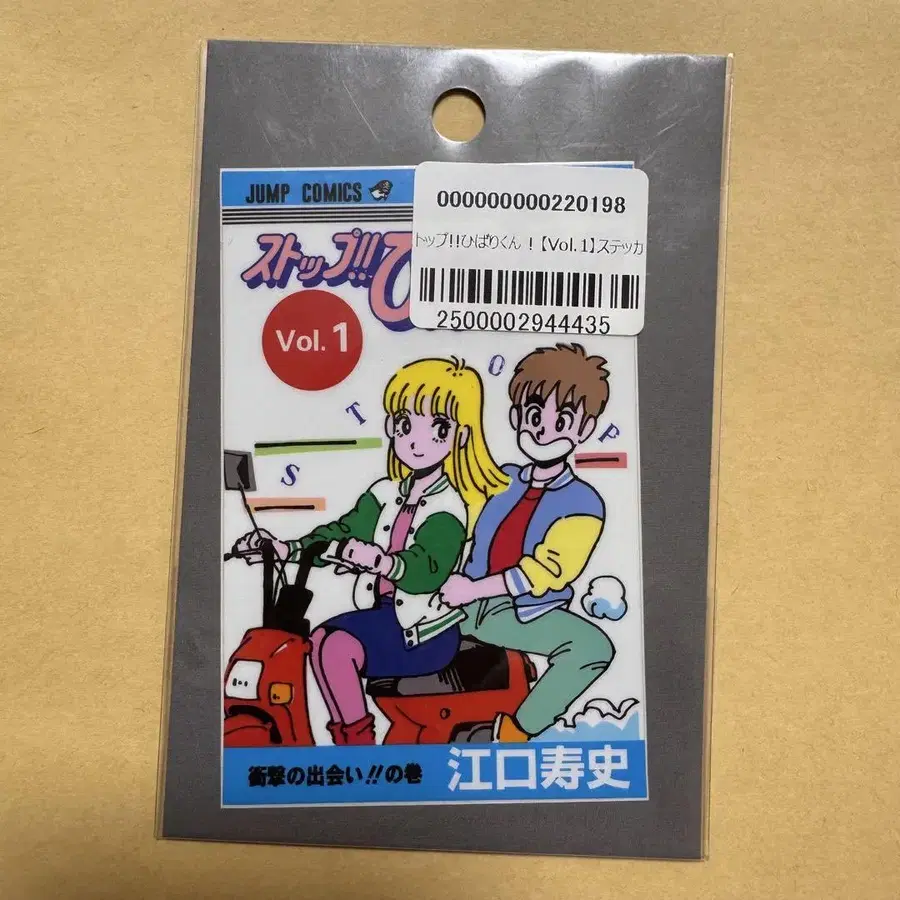 JUMP COMICS
000000000220198
トップ!!ひばりくん!【Vol.1】ステッカ
2500002944435
ストップ!!ひ
Vol.1
S T O P
衝撃の出会い!!の巻
江口寿史